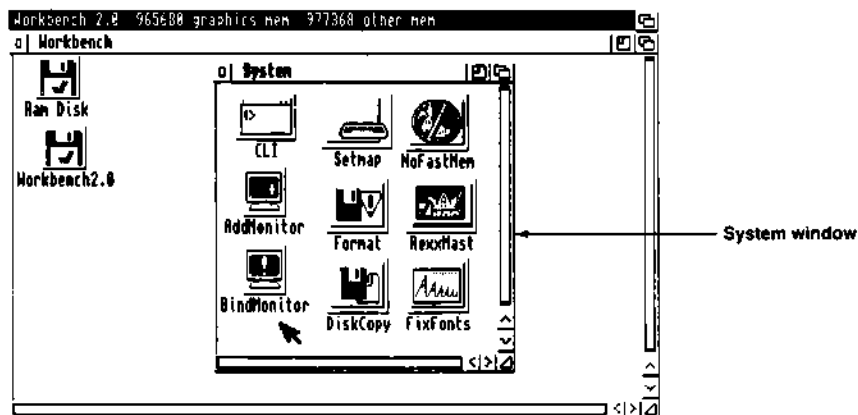 Workbench 2.0 965680 graphics mem 977368 other mem
Workbench
System
Ram Disk
Workbench2.0
CLI
Setmap
NoFastMem
AddMonitor
Format
RexxMast
BindMonitor
DiskCopy
FixFonts
System window